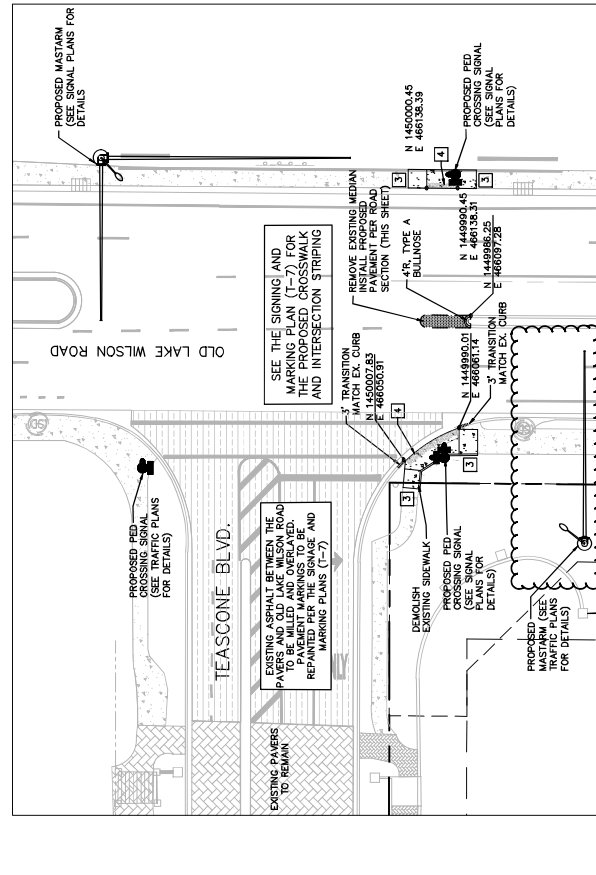 PROPOSED MASTARM
(SEE SIGNAL PLANS FOR
DETAILS
OLD LAKE WILSON ROAD
SEE THE SIGNING AND
MARKING PLAN (T-7) FOR
THE PROPOSED CROSSWALK
AND INTERSECTION STRIPING
N 1450000.45
E 466138.39
3
4
3
PROPOSED PED
CROSSING SIGNAL
(SEE SIGNAL
PLANS FOR
DETAILS)
REMOVE EXISTING MEDIAN
INSTALL PROPOSED
PAVEMENT PER ROAD
SECTION (THIS SHEET)
4'R, TYPE A
BULLNOSE
N 1449990.45
E 466138.31
N 1449986.25
E 466097.28
3' TRANSITION
MATCH EX. CURB
N 1450007.83
E 466050.91
4
N 1449990.01
E 466061.14
3' TRANSITION
MATCH EX. CURB
3
3
PROPOSED PED
CROSSING SIGNAL
(SEE TRAFFIC PLANS
FOR DETAILS)
TEASCONE BLVD.
EXISTING ASPHALT BETWEEN THE
PAVERS AND OLD LAKE WILSON ROAD
TO BE MILLED AND OVERLAYED.
PAVEMENT MARKINGS TO BE
REPAINTED PER THE SIGNAGE AND
MARKING PLANS (T-7)
DEMOLISH
EXISTING SIDEWALK
PROPOSED PED
CROSSING SIGNAL
(SEE SIGNAL
PLANS FOR
DETAILS)
PROPOSED
MASTARM (SEE
TRAFFIC PLANS
FOR DETAILS)
EXISTING PAVERS
TO REMAIN